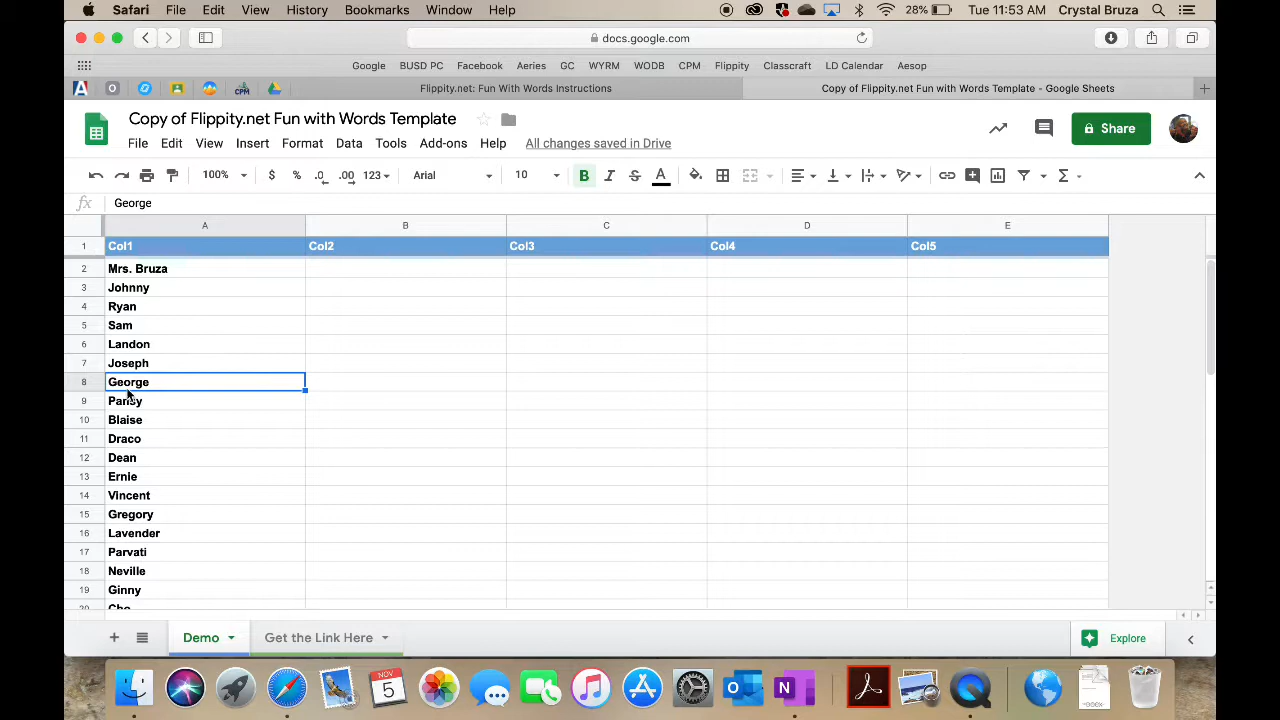 Safari File Edit View History Bookmarks Window Help 28% Tue 11:53 AM Crystal Bruza
docs.google.com
Google BUSD PC Facebook Aeries GC WYRM WODB CPM Flippity Classcraft LD Calendar Aesop
CPM Flippity.net: Fun With Words Instructions Copy of Flippity.net Fun with Words Template - Google Sheets
Copy of Flippity.net Fun with Words Template
File Edit View Insert Format Data Tools Add-ons Help All changes saved in Drive Share
100% $ % .0 .00 123 Arial 10 B I S A
fx George
A B C D E
1 Col1 Col2 Col3 Col4 Col5
2 Mrs. Bruza
3 Johnny
4 Ryan
5 Sam
6 Landon
7 Joseph
8 George
9 Pansy
10 Blaise
11 Draco
12 Dean
13 Ernie
14 Vincent
15 Gregory
16 Lavender
17 Parvati
18 Neville
19 Ginny
20 Cho
Demo Get the Link Here Explore
NOV 5